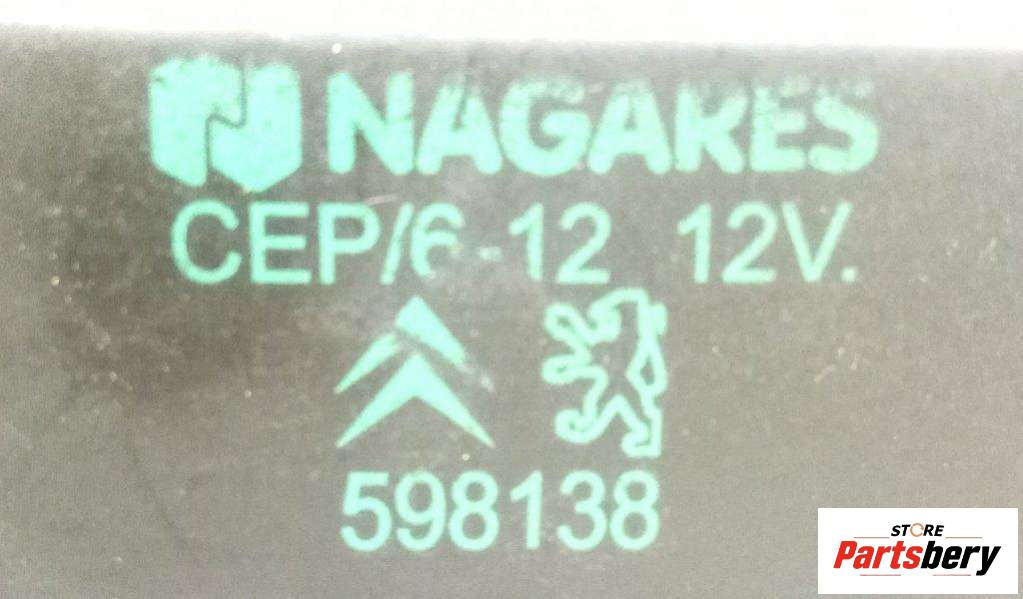 NAGARES
CEP/6-12 12V.
598138
STORE
Partsbery